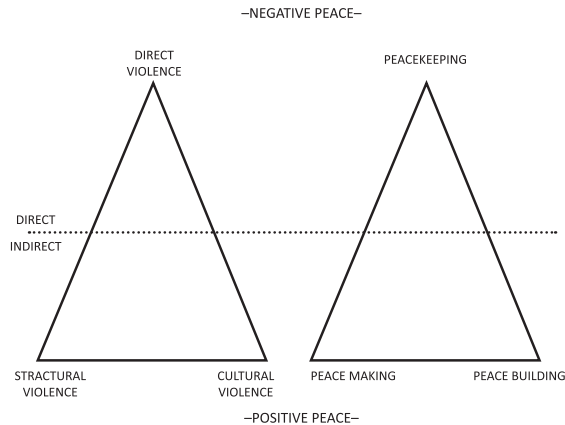 –NEGATIVE PEACE–
DIRECT
VIOLENCE
PEACEKEEPING
DIRECT
INDIRECT
STRACTURAL
VIOLENCE
CULTURAL
VIOLENCE
PEACE MAKING
PEACE BUILDING
–POSITIVE PEACE–